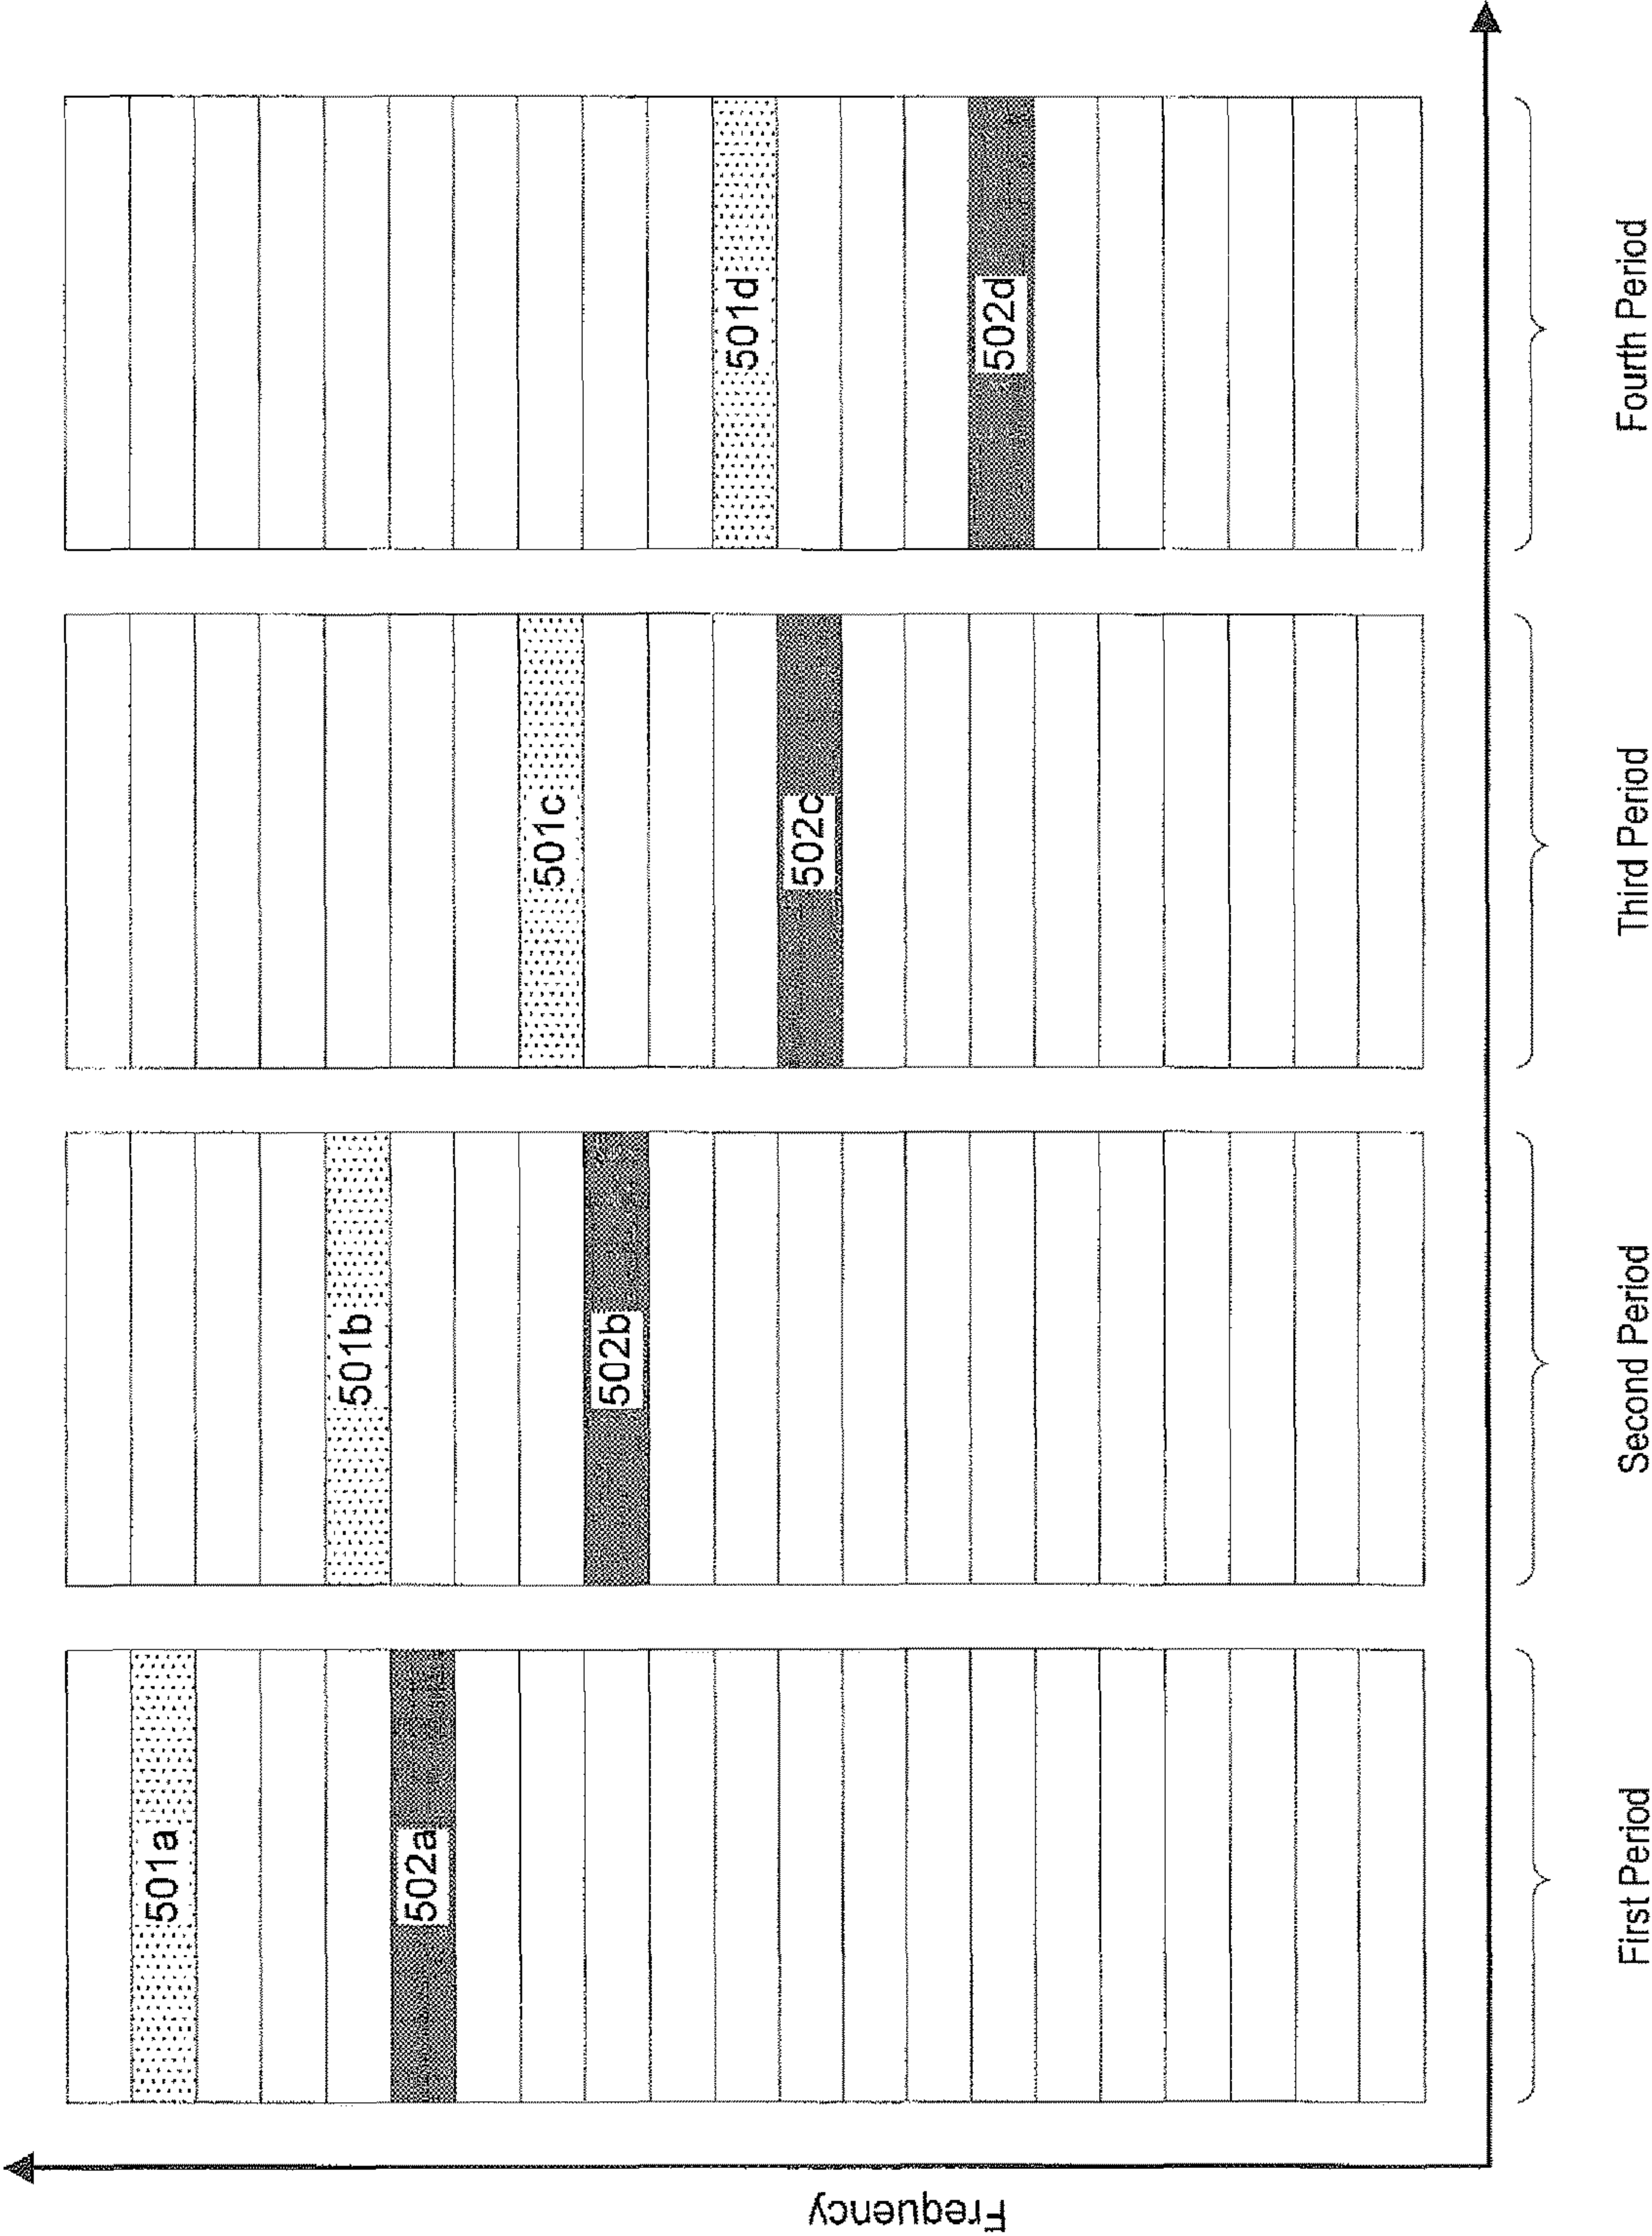 501a
502a
501b
502b
501c
502c
501d
502d
Frequency
First Period
Second Period
Third Period
Fourth Period